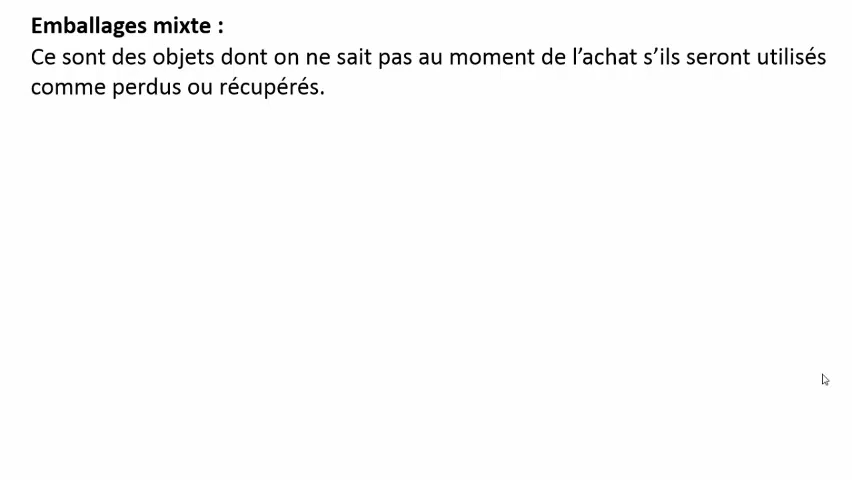 Emballages mixte :
Ce sont des objets dont on ne sait pas au moment de l’achat s’ils seront utilisés
comme perdus ou récupérés.